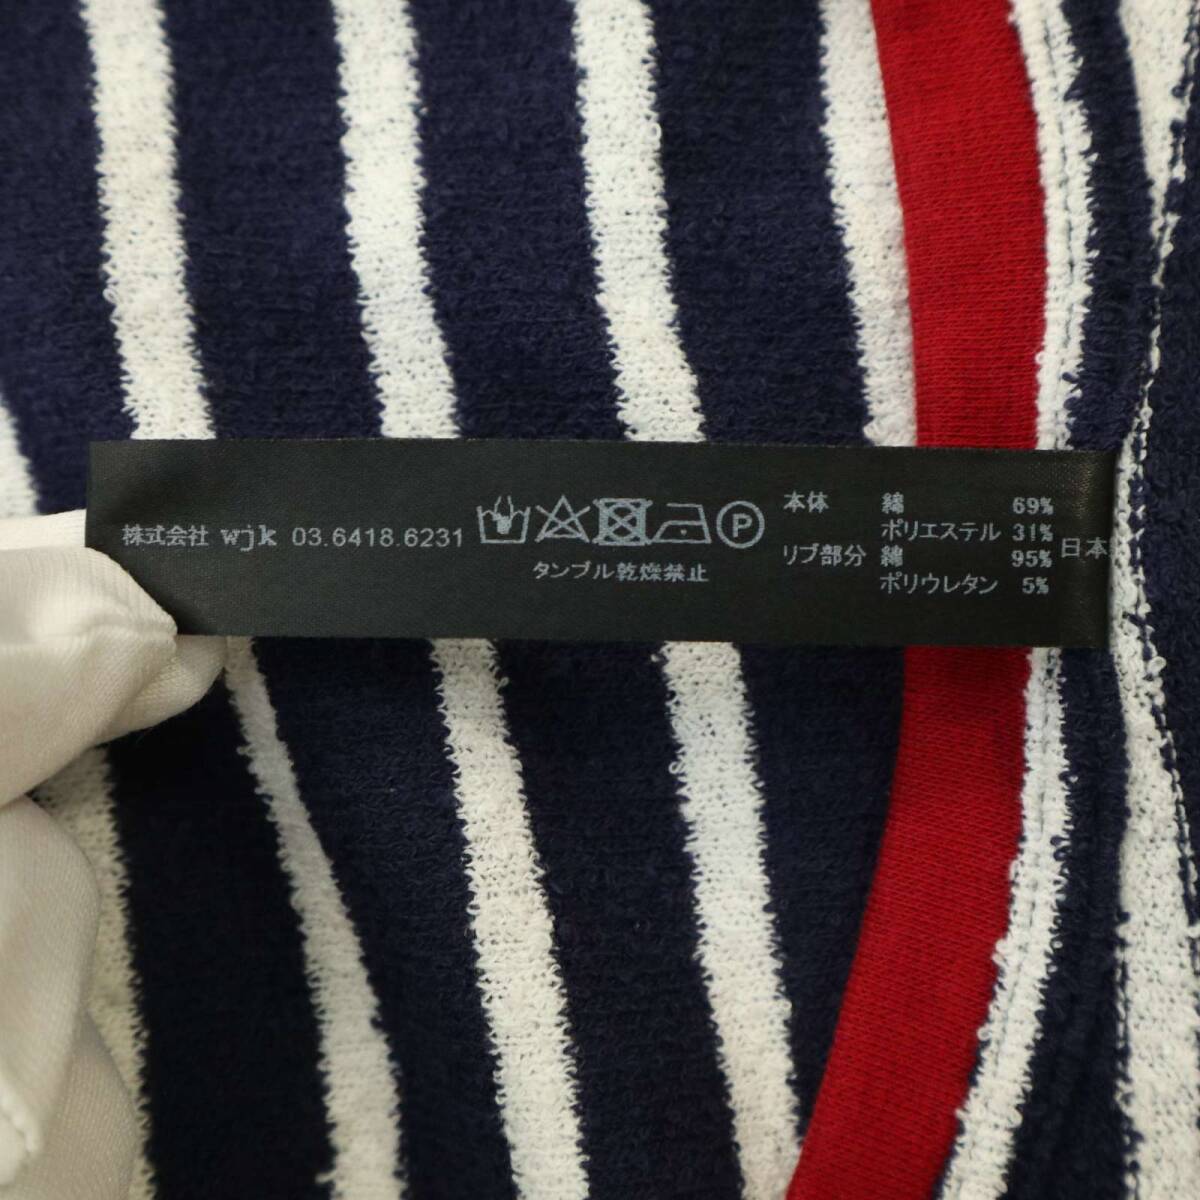 株式会社 wjk 03.6418.6231
P
タンブル乾燥禁止
本体 綿 69%
ポリエステル 31%
リブ部分 綿 95%
ポリウレタン 5%
日本